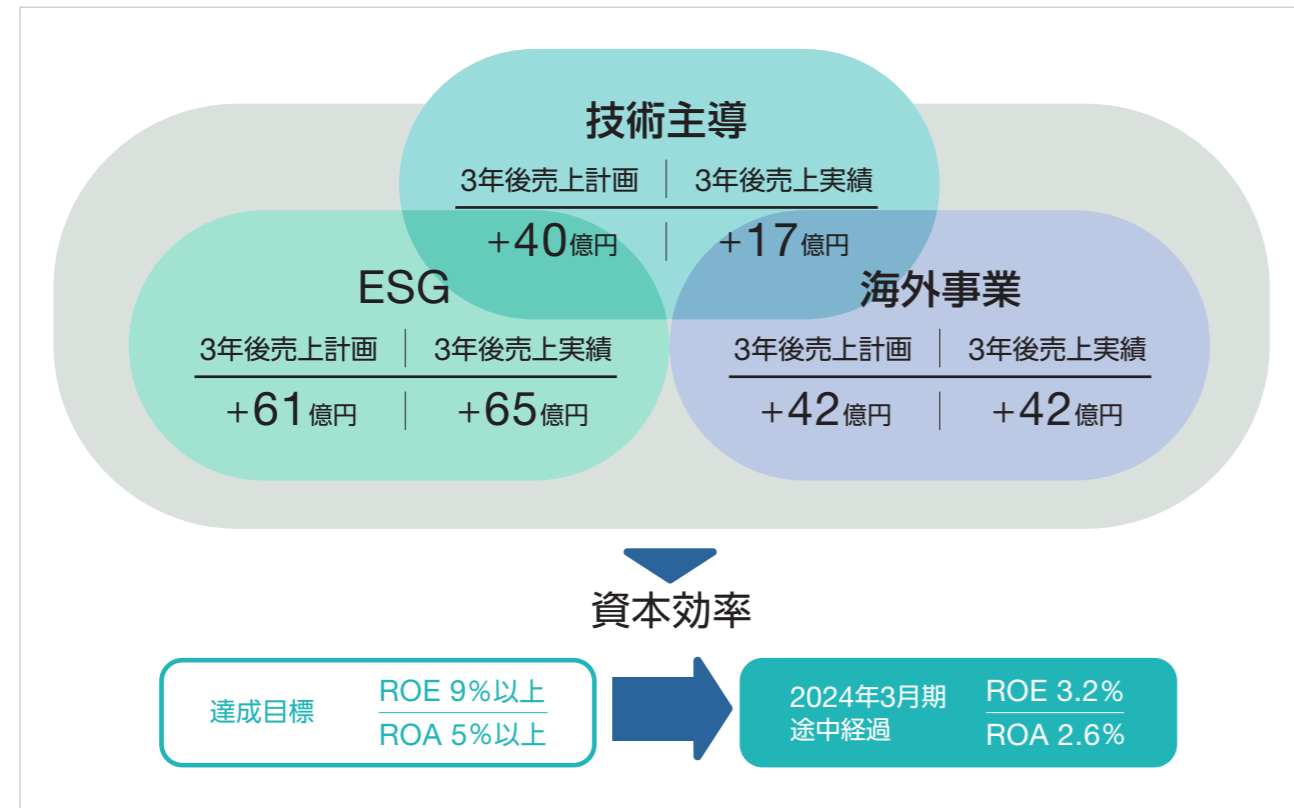 技術主導
3年後売上計画 3年後売上実績
+40億円 +17億円
ESG
3年後売上計画 3年後売上実績
+61億円 +65億円
海外事業
3年後売上計画 3年後売上実績
+42億円 +42億円
資本効率
達成目標
ROE 9%以上
ROA 5%以上
2024年3月期
途中経過
ROE 3.2%
ROA 2.6%